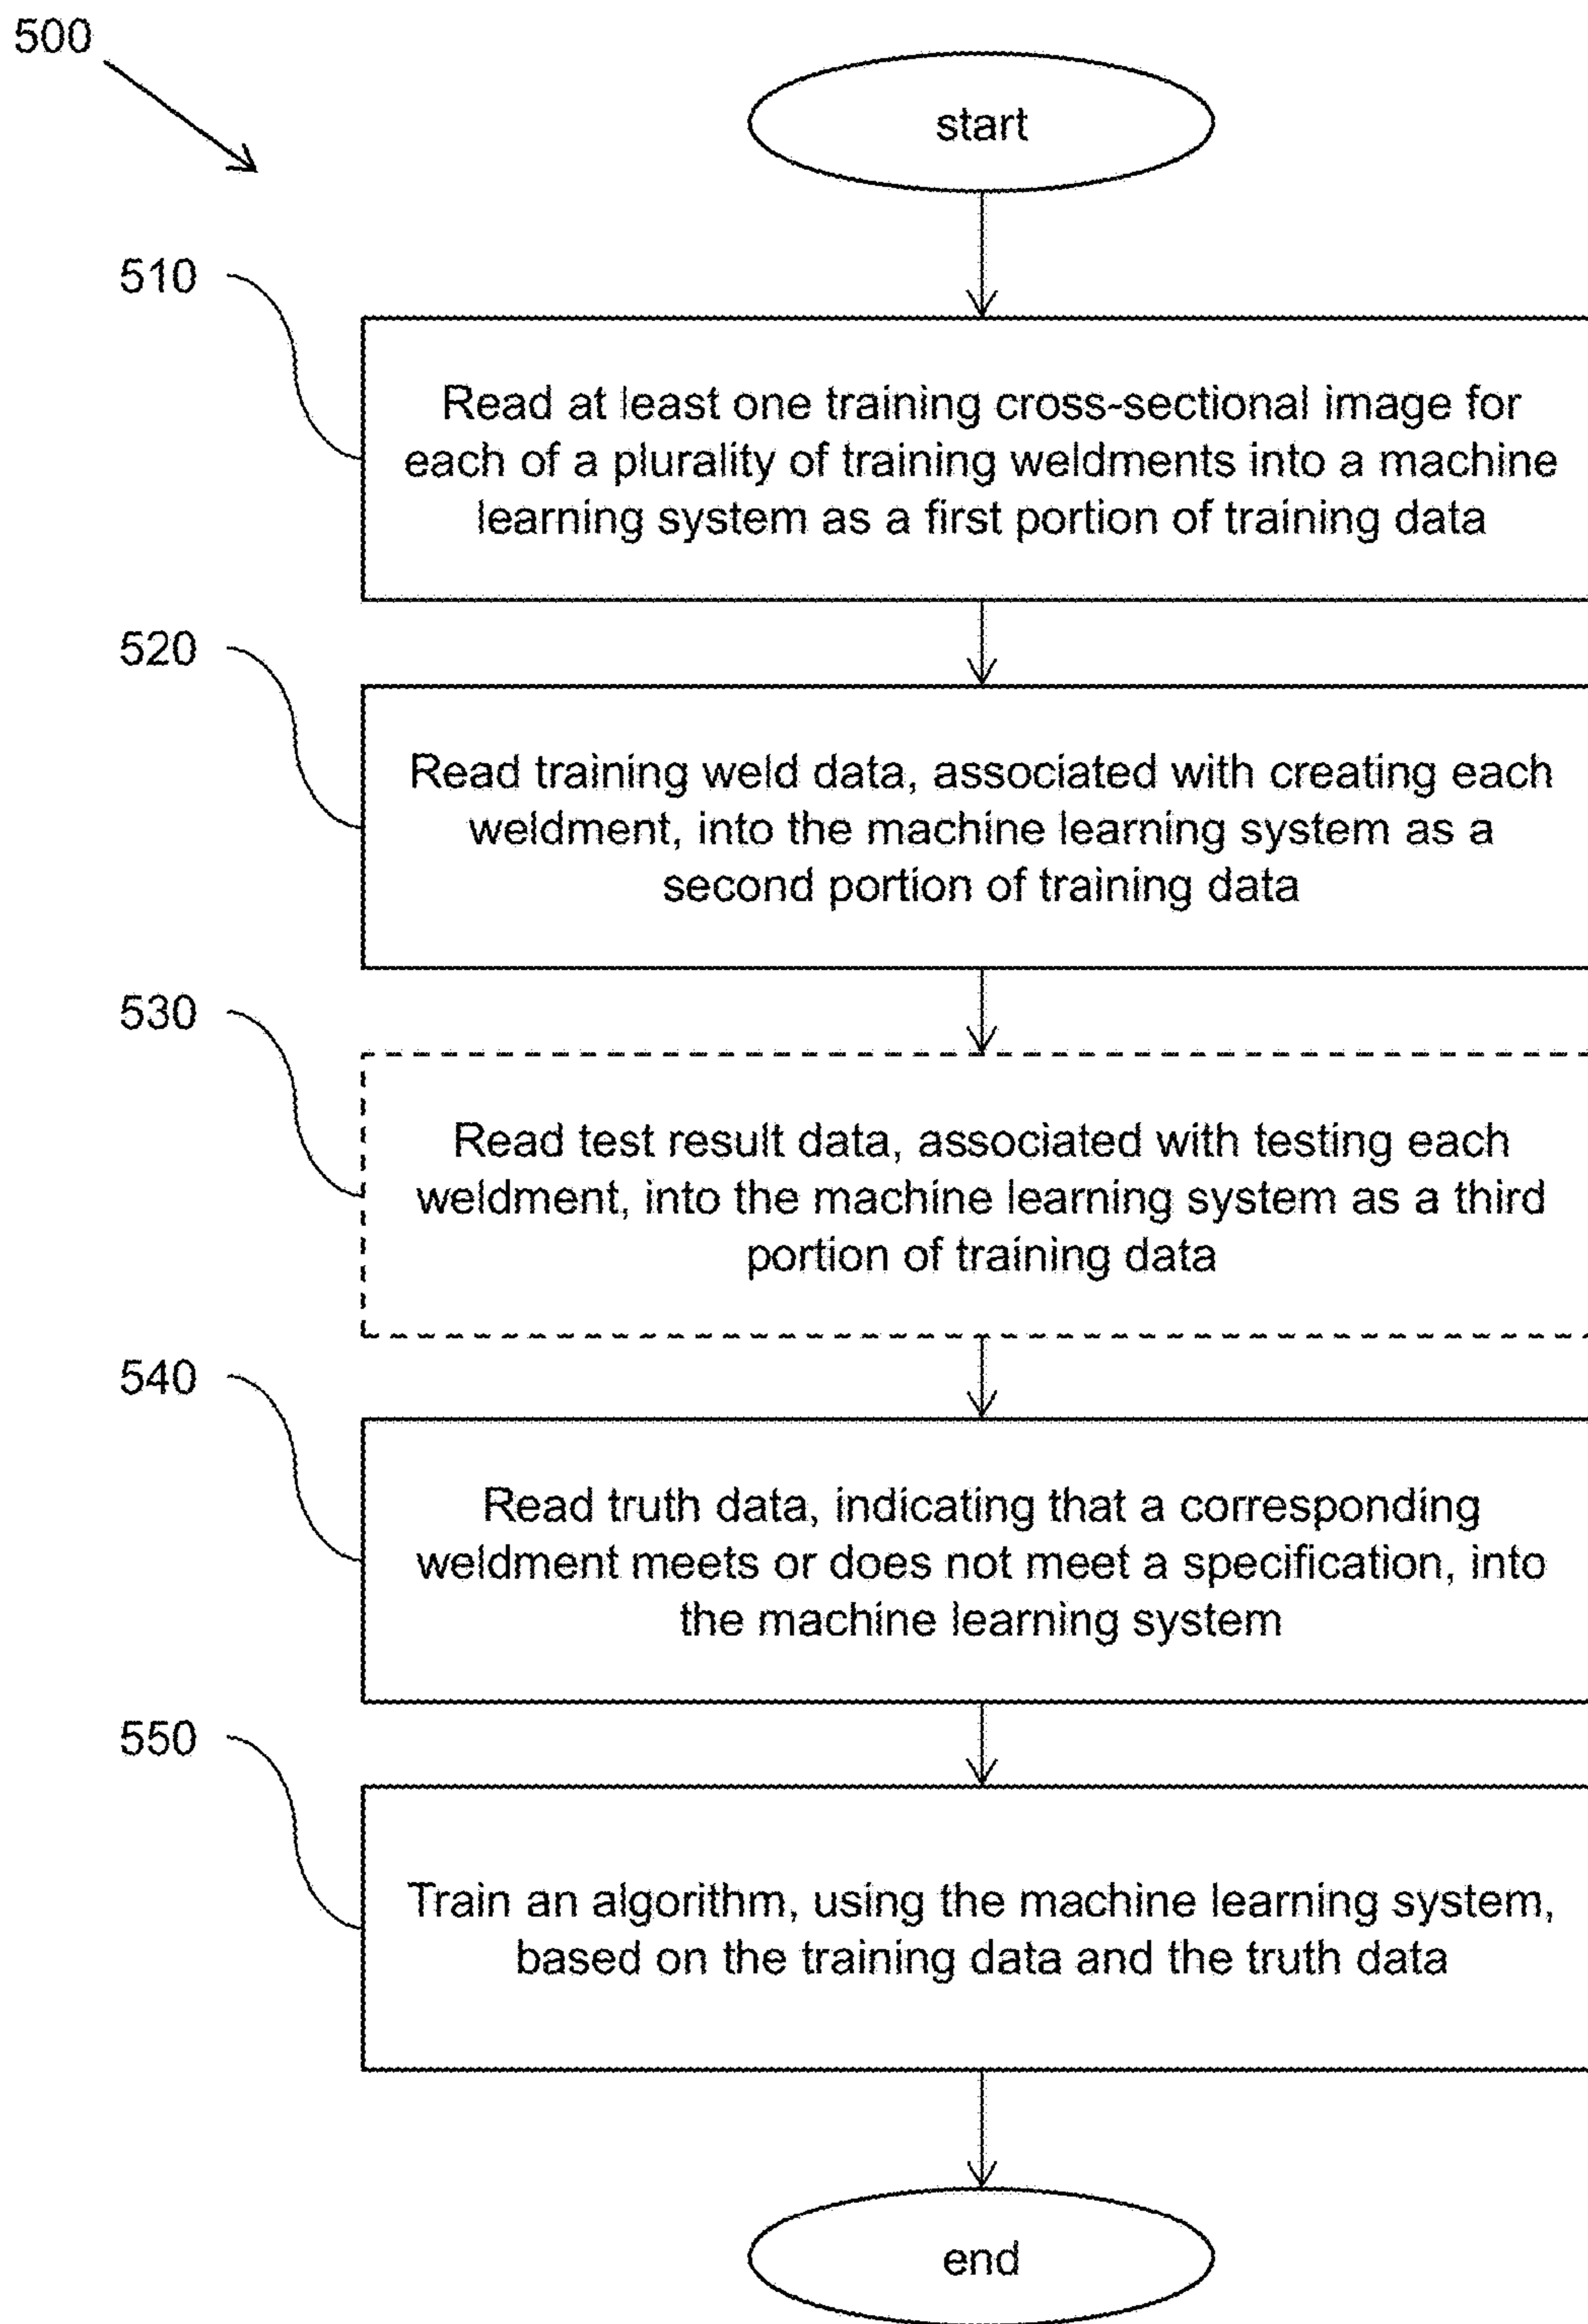 500
start
510
Read at least one training cross-sectional image for
each of a plurality of training weldments into a machine
learning system as a first portion of training data
520
Read training weld data, associated with creating each
weldment, into the machine learning system as a
second portion of training data
530
Read test result data, associated with testing each
weldment, into the machine learning system as a third
portion of training data
540
Read truth data, indicating that a corresponding
weldment meets or does not meet a specification, into
the machine learning system
550
Train an algorithm, using the machine learning system,
based on the training data and the truth data
end